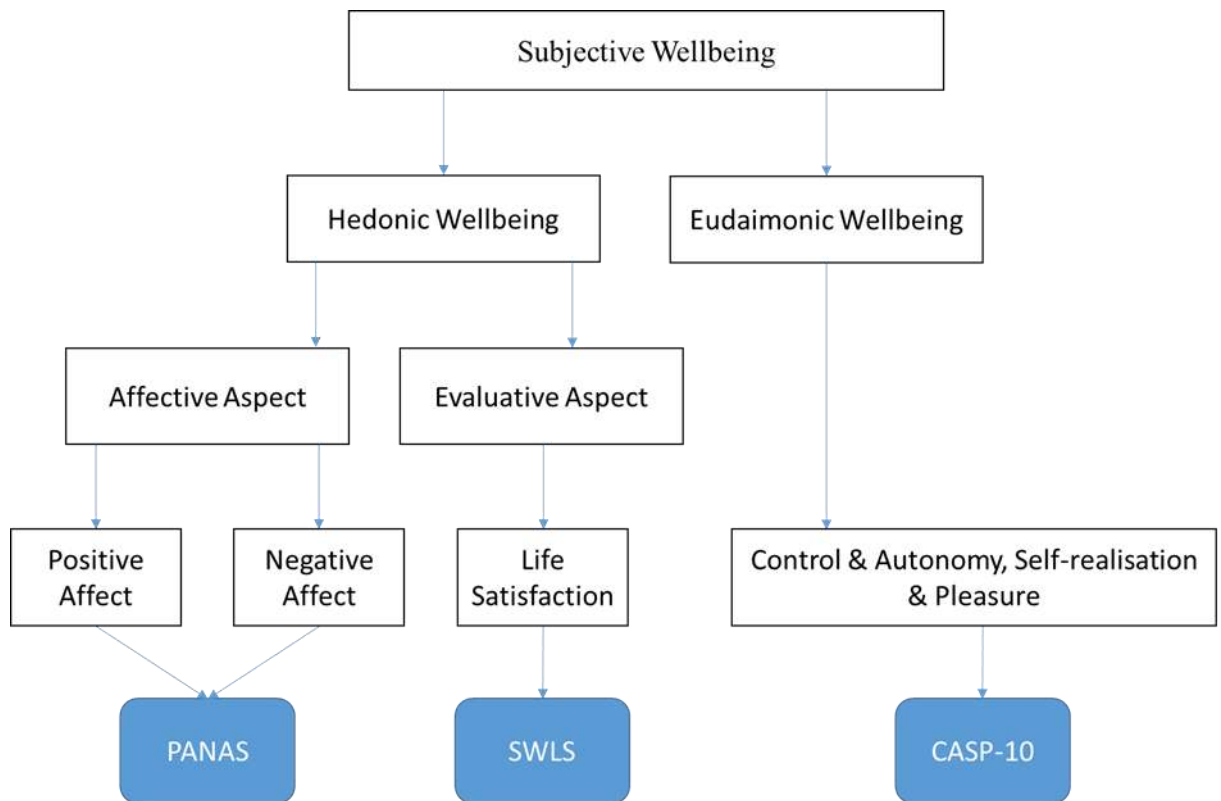 Subjective Wellbeing
Hedonic Wellbeing
Eudaimonic Wellbeing
Affective Aspect
Evaluative Aspect
Positive
Affect
Negative
Affect
Life
Satisfaction
Control & Autonomy, Self-realisation
& Pleasure
PANAS
SWLS
CASP-10